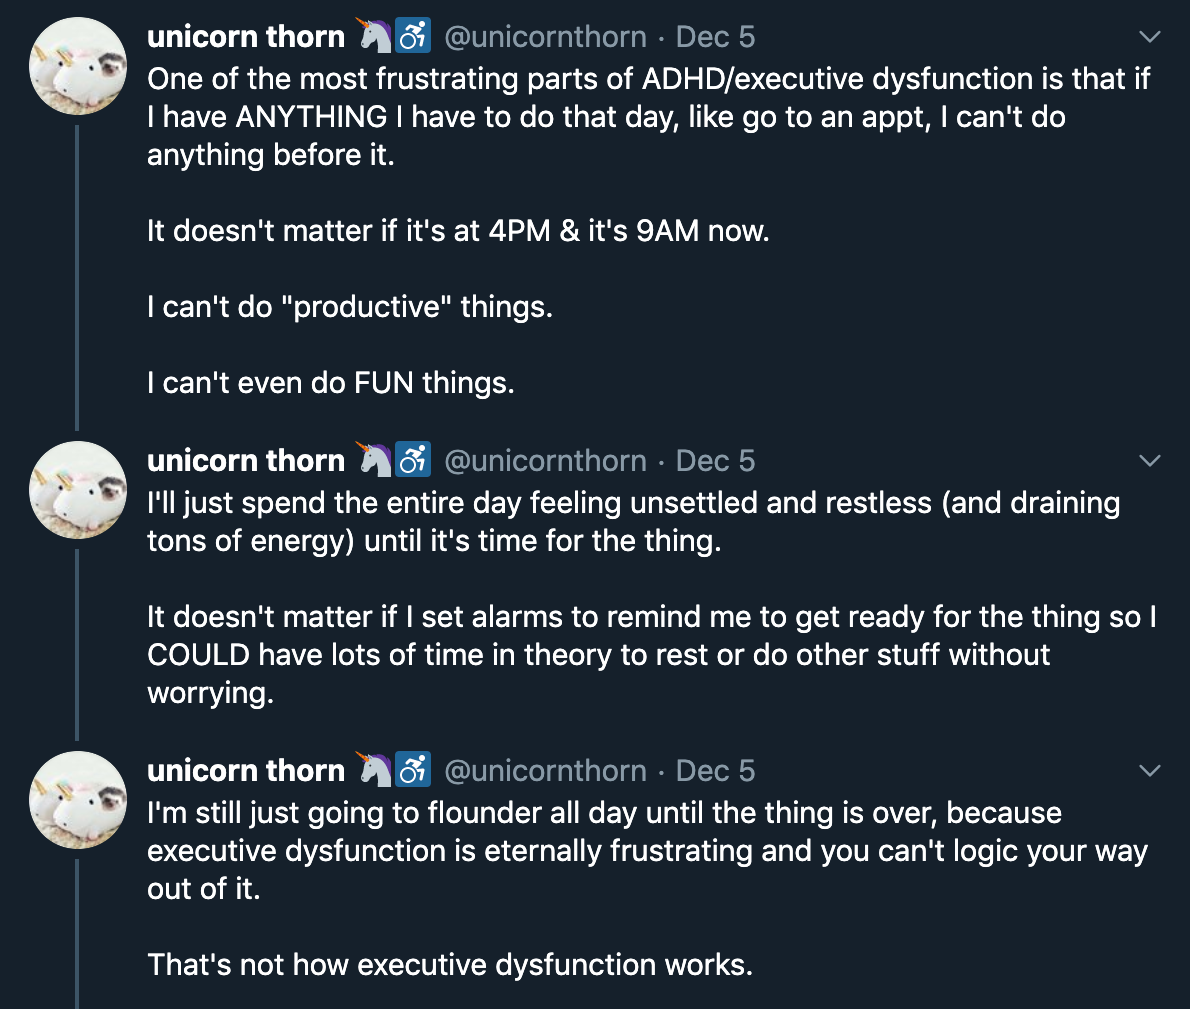 unicorn thorn 🦄♿ @unicornthorn · Dec 5
One of the most frustrating parts of ADHD/executive dysfunction is that if
I have ANYTHING I have to do that day, like go to an appt, I can't do
anything before it.
It doesn't matter if it's at 4PM & it's 9AM now.
I can't do "productive" things.
I can't even do FUN things.
unicorn thorn 🦄♿ @unicornthorn · Dec 5
I'll just spend the entire day feeling unsettled and restless (and draining
tons of energy) until it's time for the thing.
It doesn't matter if I set alarms to remind me to get ready for the thing so I
COULD have lots of time in theory to rest or do other stuff without
worrying.
unicorn thorn 🦄♿ @unicornthorn · Dec 5
I'm still just going to flounder all day until the thing is over, because
executive dysfunction is eternally frustrating and you can't logic your way
out of it.
That's not how executive dysfunction works.